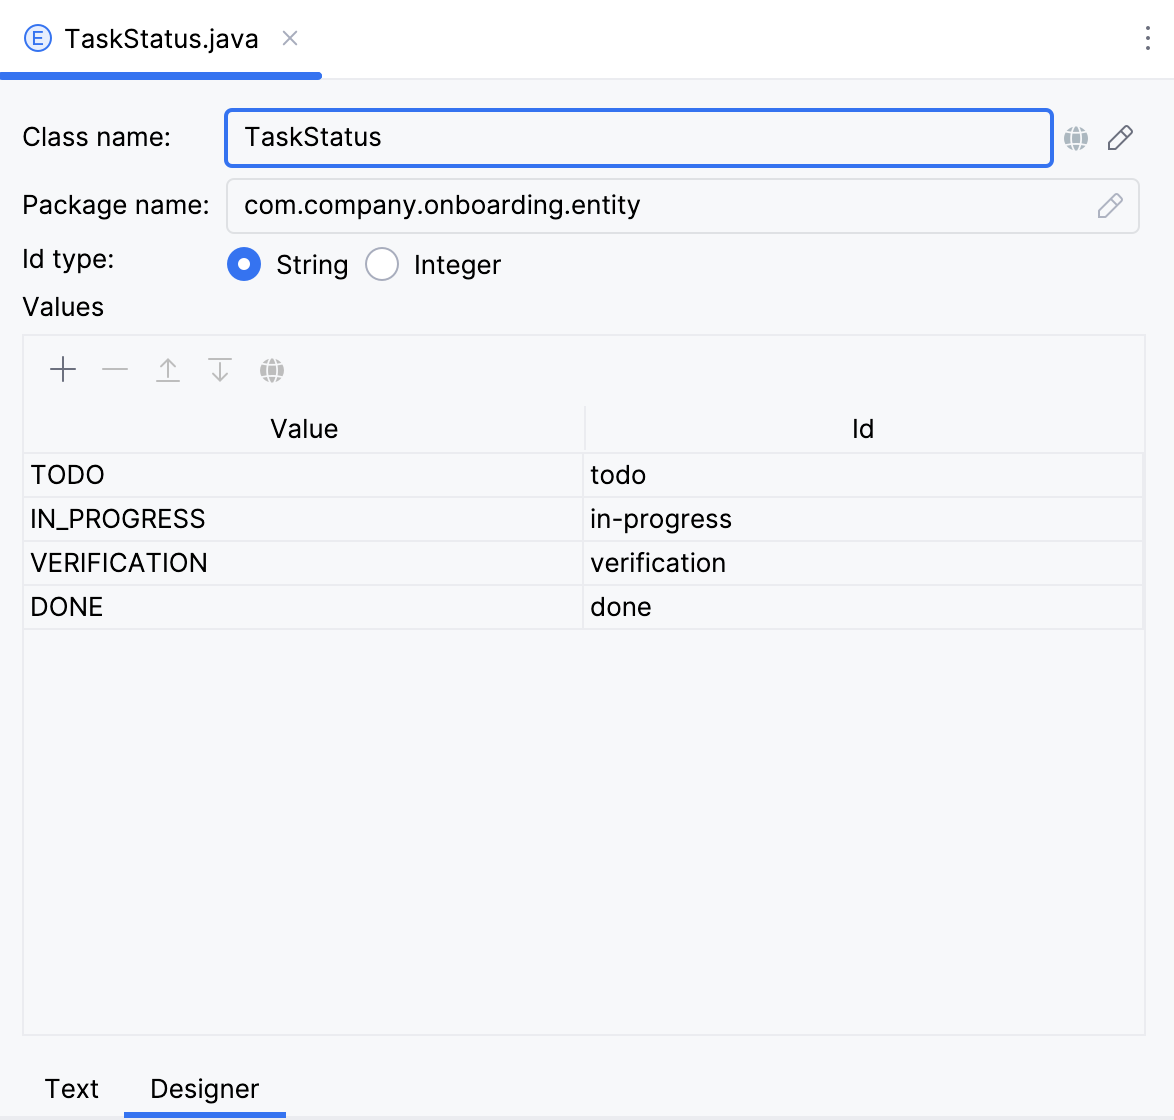 E TaskStatus.java
Class name: TaskStatus
Package name: com.company.onboarding.entity
Id type: String Integer
Values
Value Id
TODO todo
IN_PROGRESS in-progress
VERIFICATION verification
DONE done
Text Designer